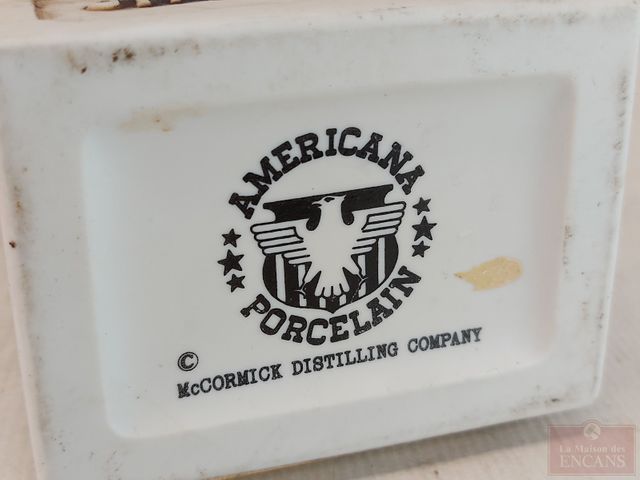 AMERICANA
PORCELAIN
©
McCORMICK DISTILLING COMPANY
La Maison des
ENCANS